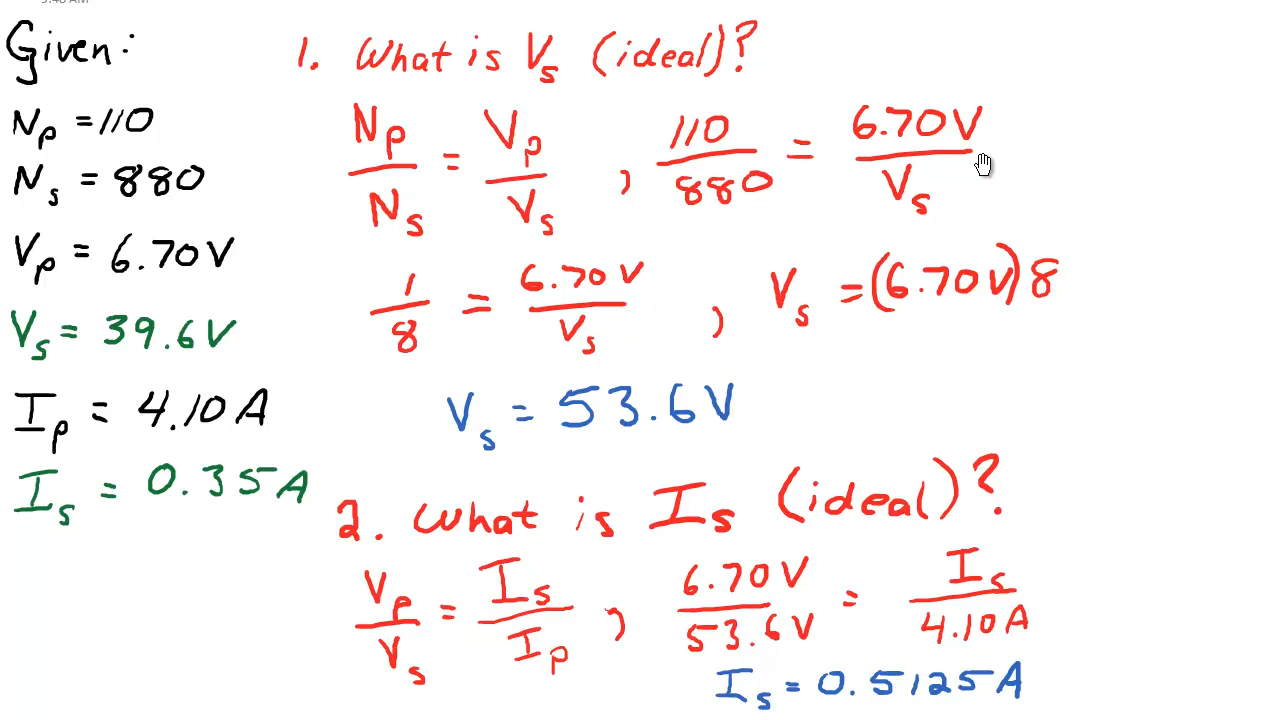 9:48 AM
Given:
Np = 110
Ns = 880
Vp = 6.70V
Vs = 39.6V
Ip = 4.10A
Is = 0.35A
1. What is Vs (ideal)?
Np/Ns = Vp/Vs , 110/880 = 6.70V/Vs
1/8 = 6.70V/Vs , Vs = (6.70V)8
Vs = 53.6V
2. What is Is (ideal)?
Vp/Vs = Is/Ip , 6.70V/53.6V = Is/4.10A
Is = 0.5125A